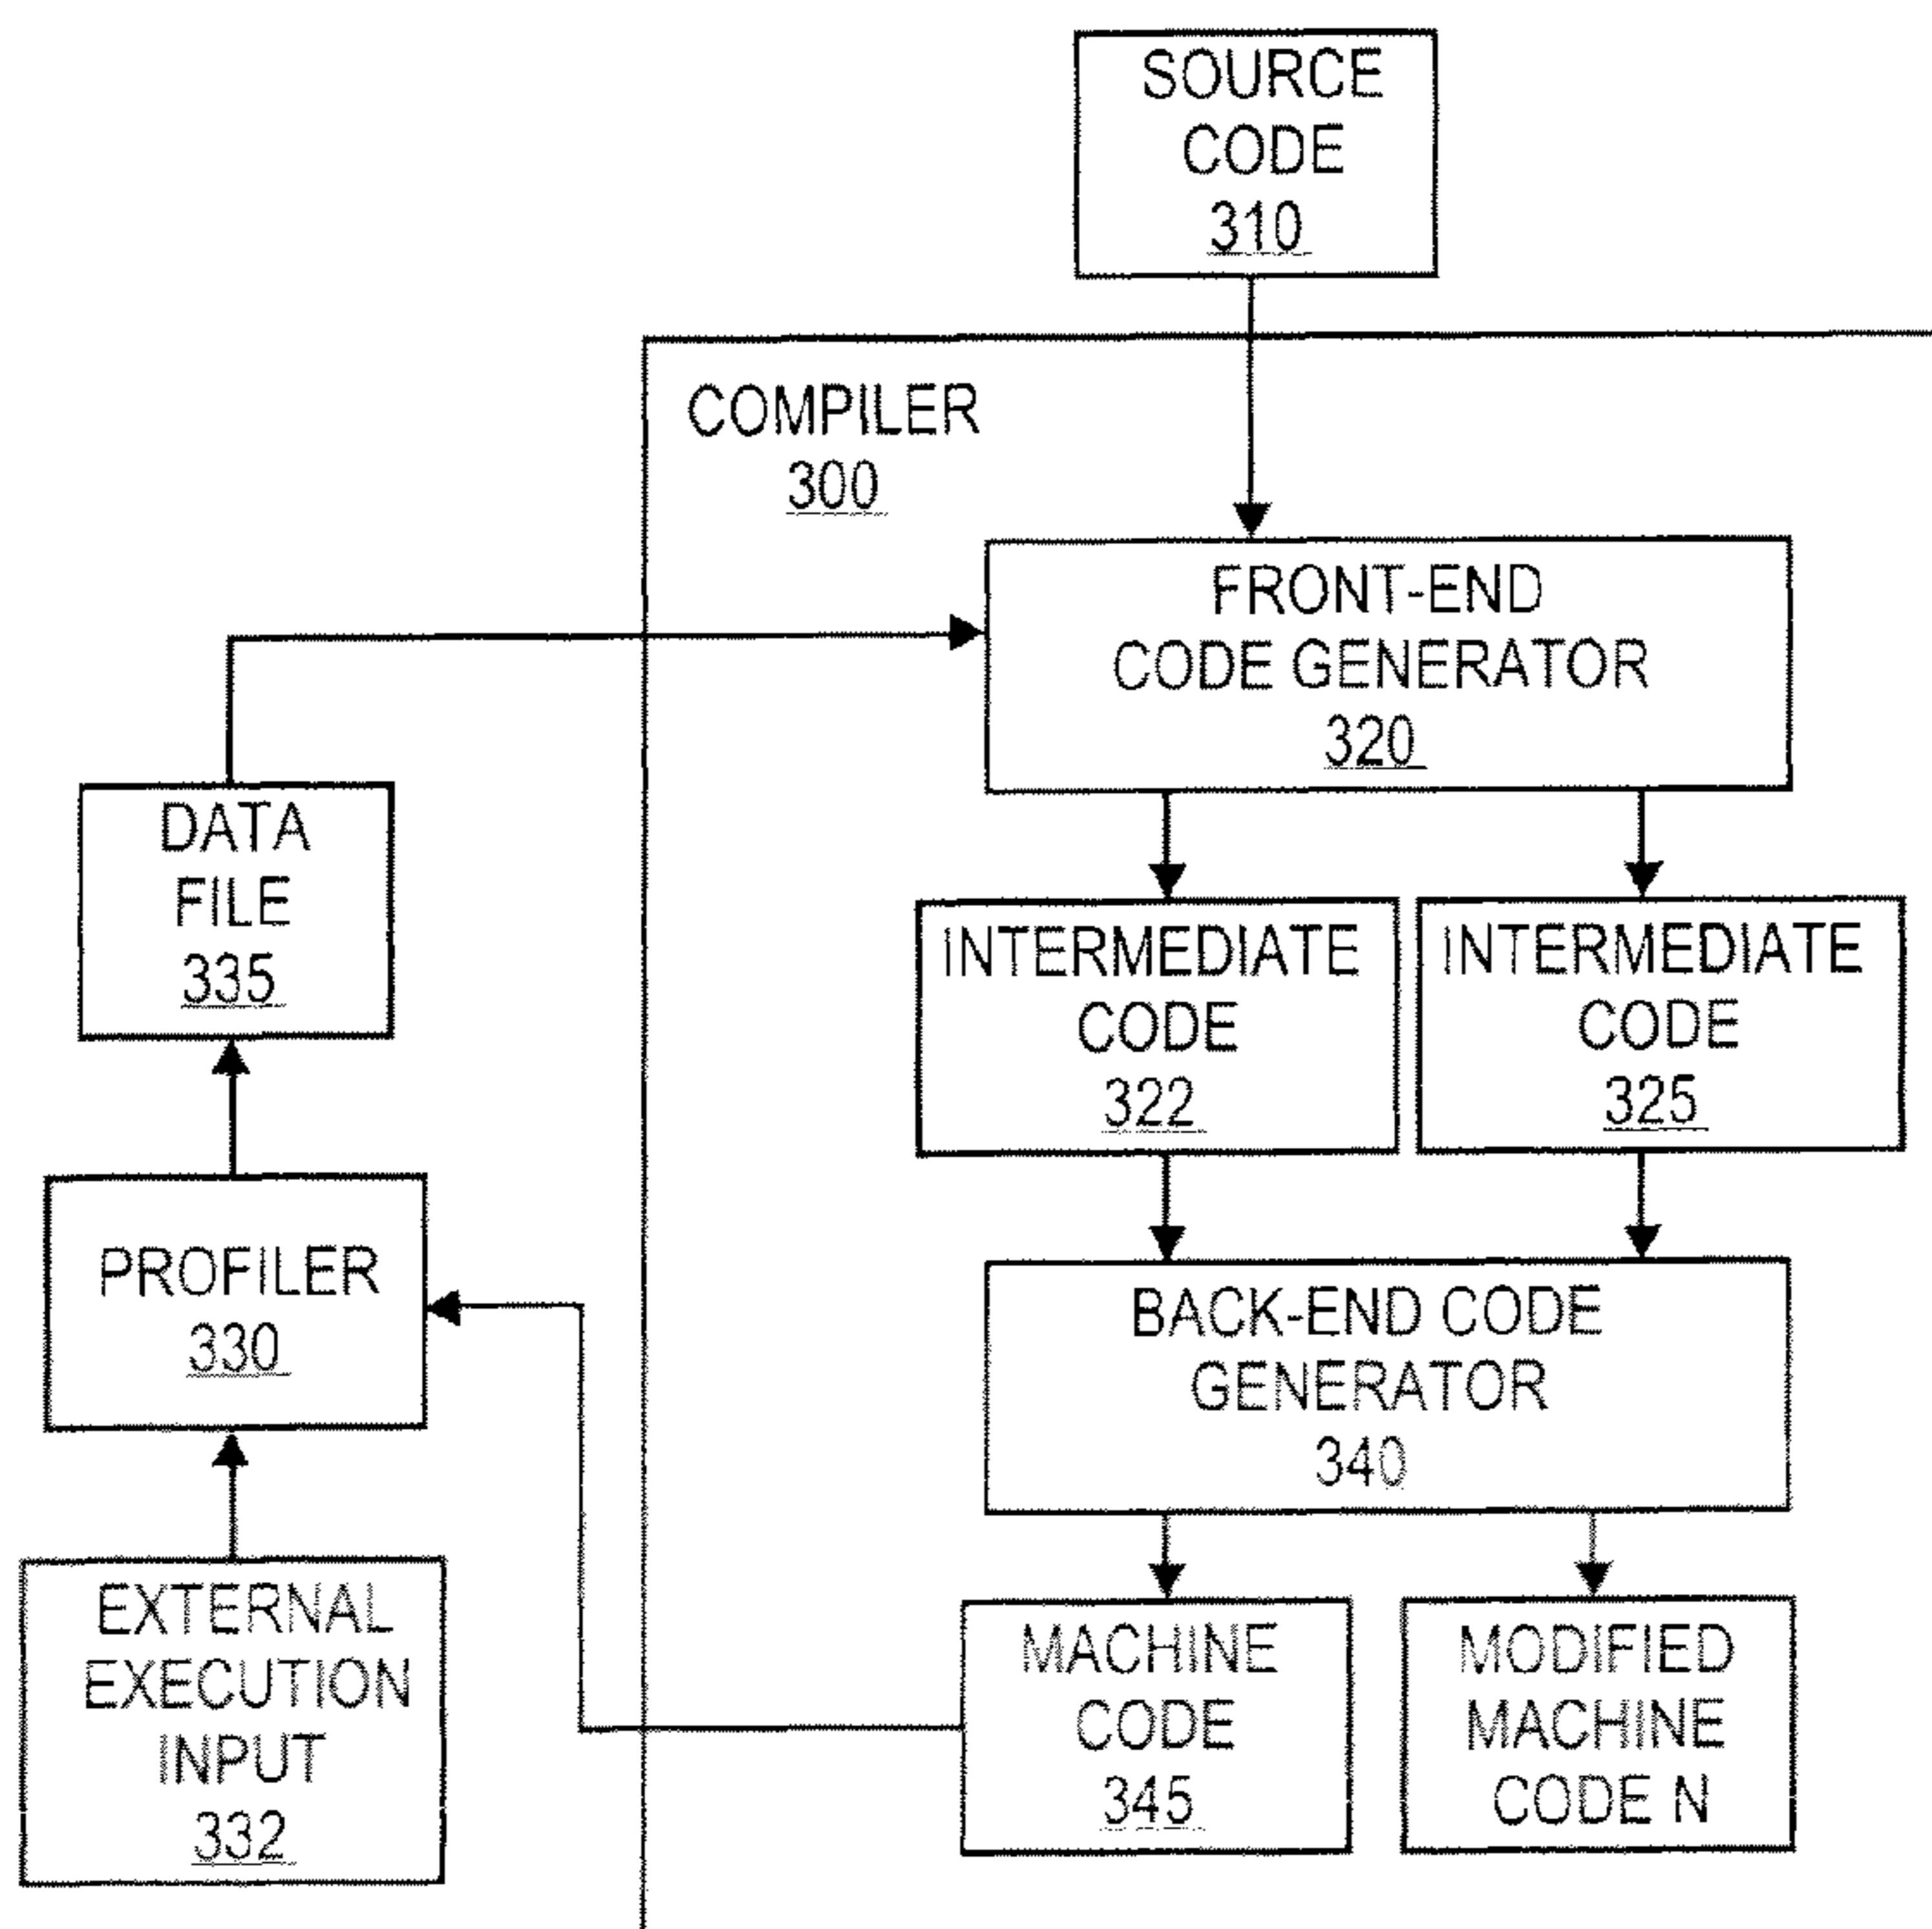 SOURCE
CODE
310
COMPILER
300
FRONT-END
CODE GENERATOR
320
DATA
FILE
335
INTERMEDIATE
CODE
322
INTERMEDIATE
CODE
325
PROFILER
330
BACK-END CODE
GENERATOR
340
EXTERNAL
EXECUTION
INPUT
332
MACHINE
CODE
345
MODIFIED
MACHINE
CODE N